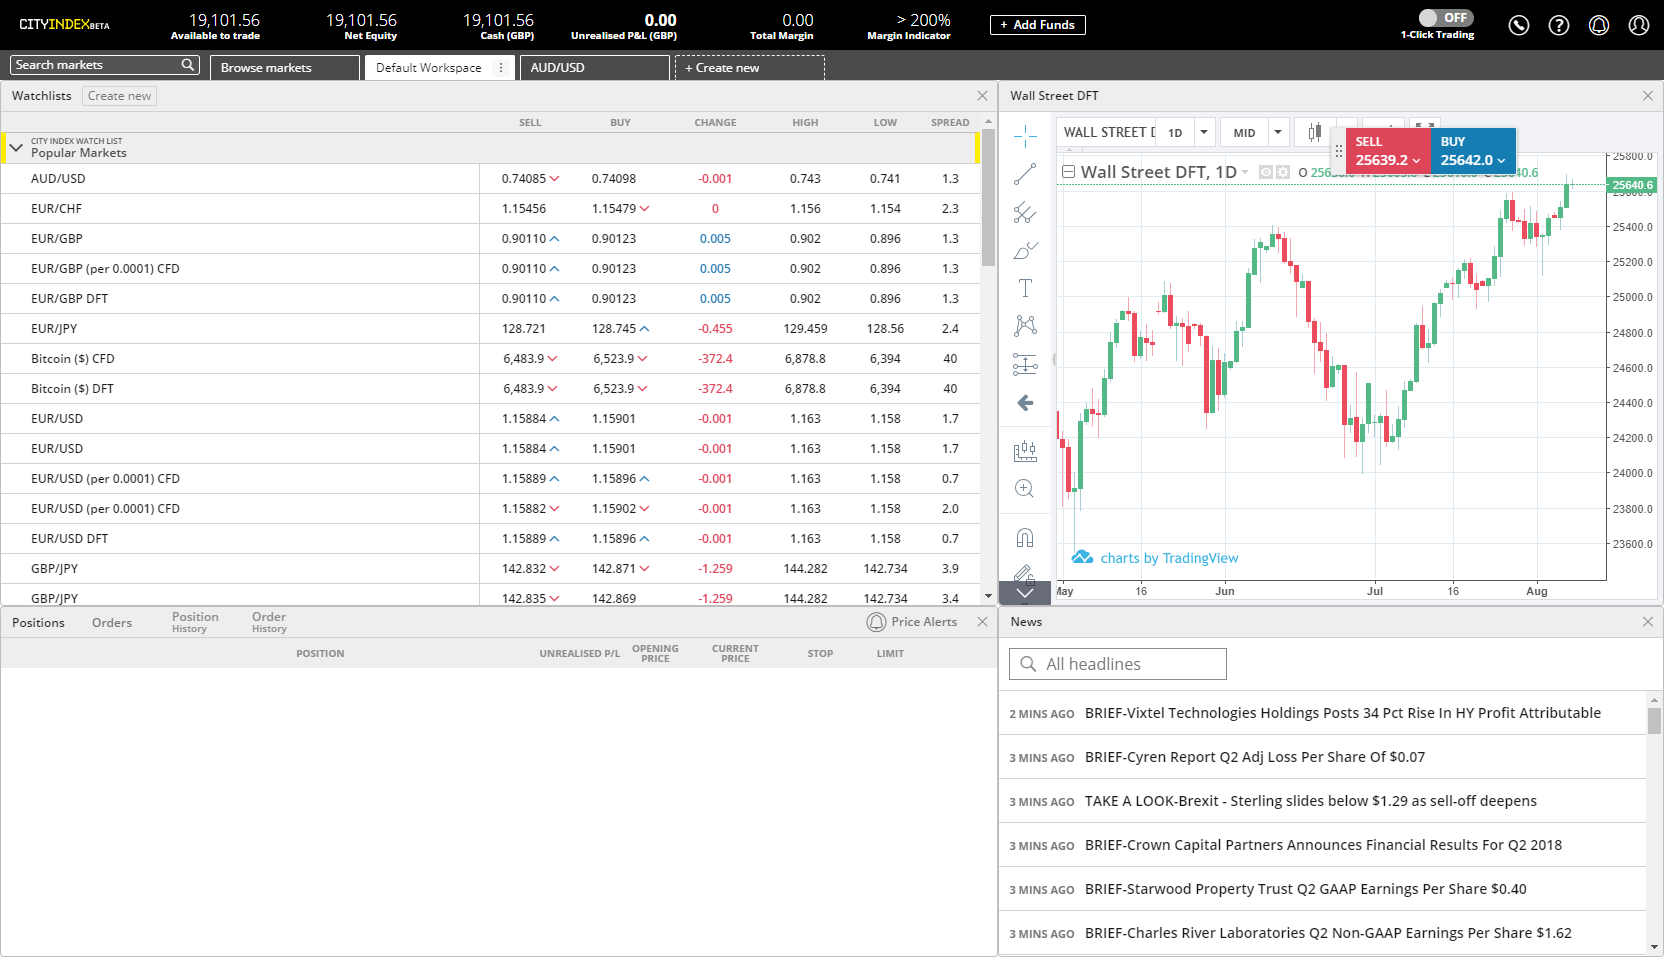 CITYINDEXBETA
19,101.56
Available to trade
19,101.56
Net Equity
19,101.56
Cash (GBP)
0.00
Unrealised P&L (GBP)
0.00
Total Margin
> 200%
Margin Indicator
+ Add Funds
OFF
1-Click Trading
Search markets
Browse markets
Default Workspace
AUD/USD
+ Create new
Watchlists Create new
SELL BUY CHANGE HIGH LOW SPREAD
CITY INDEX WATCH LIST
Popular Markets
AUD/USD 0.74085 0.74098 -0.001 0.743 0.741 1.3
EUR/CHF 1.15456 1.15479 0 1.156 1.154 2.3
EUR/GBP 0.90110 0.90123 0.005 0.902 0.896 1.3
EUR/GBP (per 0.0001) CFD 0.90110 0.90123 0.005 0.902 0.896 1.3
EUR/GBP DFT 0.90110 0.90123 0.005 0.902 0.896 1.3
EUR/JPY 128.721 128.745 -0.455 129.459 128.56 2.4
Bitcoin ($) CFD 6,483.9 6,523.9 -372.4 6,878.8 6,394 40
Bitcoin ($) DFT 6,483.9 6,523.9 -372.4 6,878.8 6,394 40
EUR/USD 1.15884 1.15901 -0.001 1.163 1.158 1.7
EUR/USD 1.15884 1.15901 -0.001 1.163 1.158 1.7
EUR/USD (per 0.0001) CFD 1.15889 1.15896 -0.001 1.163 1.158 0.7
EUR/USD (per 0.0001) CFD 1.15882 1.15902 -0.001 1.163 1.158 2.0
EUR/USD DFT 1.15889 1.15896 -0.001 1.163 1.158 0.7
GBP/JPY 142.832 142.871 -1.259 144.282 142.734 3.9
GBP/JPY 142.835 142.869 -1.259 144.282 142.734 3.4
Wall Street DFT
WALL STREET 1D MID
SELL
25639.2
BUY
25642.0
Wall Street DFT, 1D O
25800.0
25640.6
25400.0
25200.0
25000.0
24800.0
24600.0
24400.0
24200.0
24000.0
23800.0
23600.0
charts by TradingView
May 16 Jun Jul 16 Aug
Positions
Orders
Position
History
Order
History
Price Alerts
POSITION
UNREALISED P/L
OPENING
PRICE
CURRENT
PRICE
STOP
LIMIT
News
All headlines
2 MINS AGO BRIEF-Vixtel Technologies Holdings Posts 34 Pct Rise In HY Profit Attributable
3 MINS AGO BRIEF-Cyren Report Q2 Adj Loss Per Share Of $0.07
3 MINS AGO TAKE A LOOK-Brexit - Sterling slides below $1.29 as sell-off deepens
3 MINS AGO BRIEF-Crown Capital Partners Announces Financial Results For Q2 2018
3 MINS AGO BRIEF-Starwood Property Trust Q2 GAAP Earnings Per Share $0.40
3 MINS AGO BRIEF-Charles River Laboratories Q2 Non-GAAP Earnings Per Share $1.62